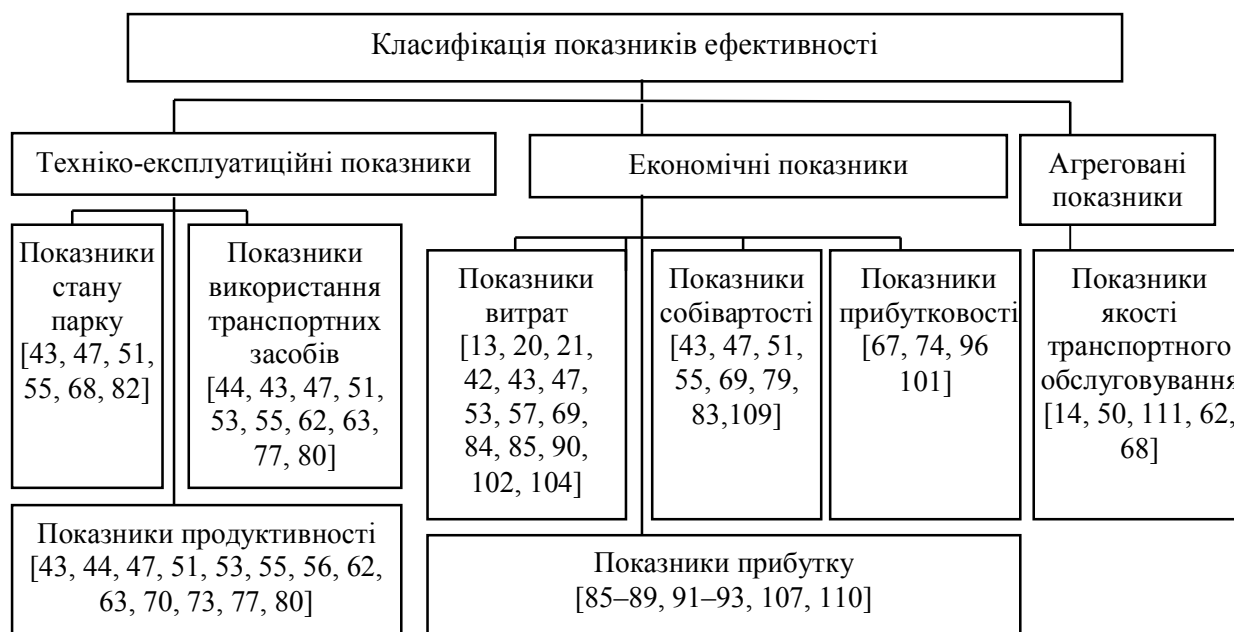 Класифікація показників ефективності
Техніко-експлуатиційні показники
Економічні показники
Агреговані
показники
Показники
стану
парку
[43, 47, 51,
55, 68, 82]
Показники
використання
транспортних
засобів
[44, 43, 47, 51,
53, 55, 62, 63,
77, 80]
Показники
витрат
[13, 20, 21,
42, 43, 47,
53, 57, 69,
84, 85, 90,
102, 104]
Показники
собівартості
[43, 47, 51,
55, 69, 79,
83,109]
Показники
прибутковості
[67, 74, 96
101]
Показники
якості
транспортного
обслуговування
[14, 50, 111, 62,
68]
Показники продуктивності
[43, 44, 47, 51, 53, 55, 56, 62,
63, 70, 73, 77, 80]
Показники прибутку
[85–89, 91–93, 107, 110]